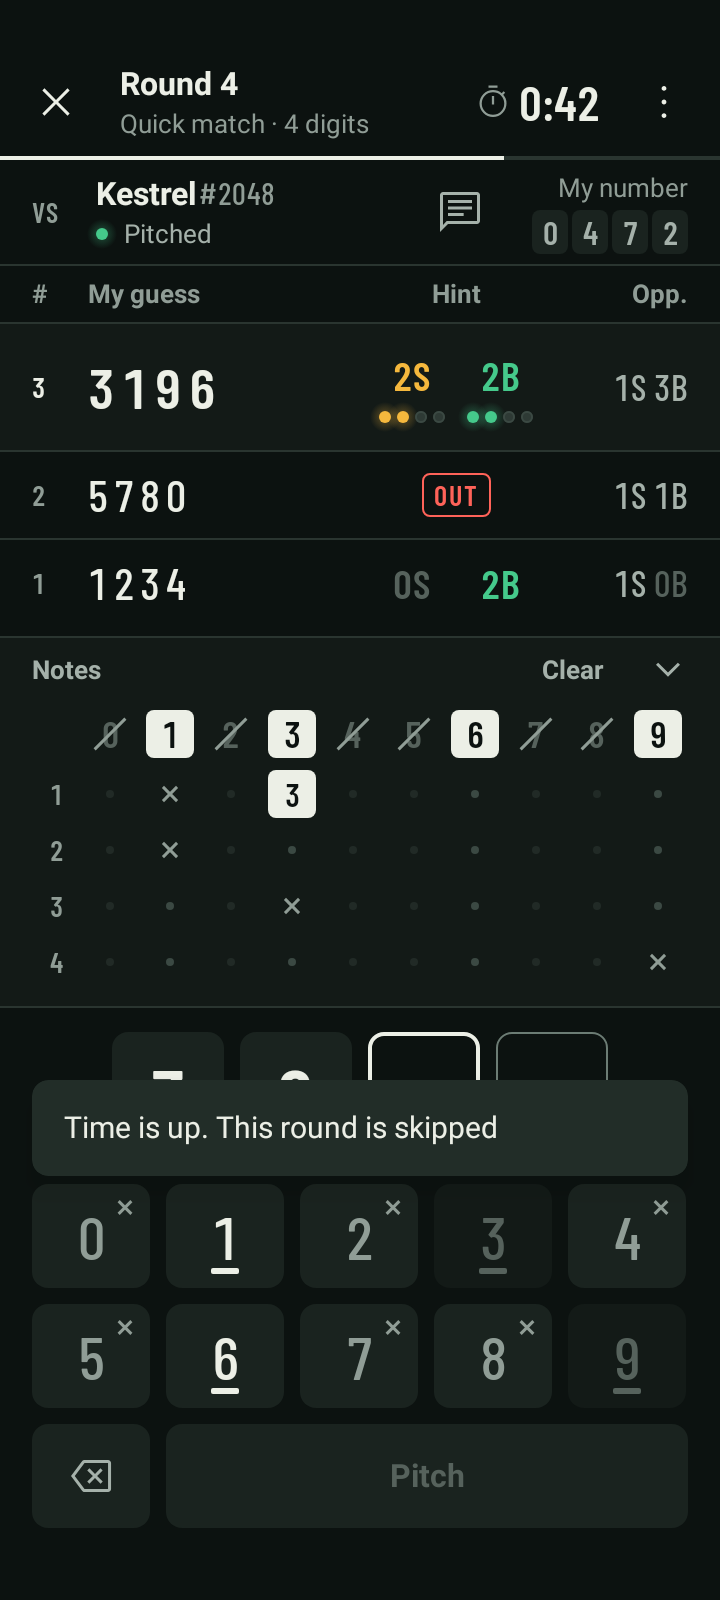 Round 4
Quick match · 4 digits
0:42
VS
Kestrel #2048
Pitched
My number
0 4 7 2
# My guess Hint Opp.
3 3196 2S 2B 1S 3B
2 5780 OUT 1S 1B
1 1234 0S 2B 1S 0B
Notes Clear
0 1 2 3 4 5 6 7 8 9
1 × 3
2 ×
3 ×
4 ×
Time is up. This round is skipped
0 × 1 2 × 3 4 ×
5 × 6 7 × 8 × 9
Pitch